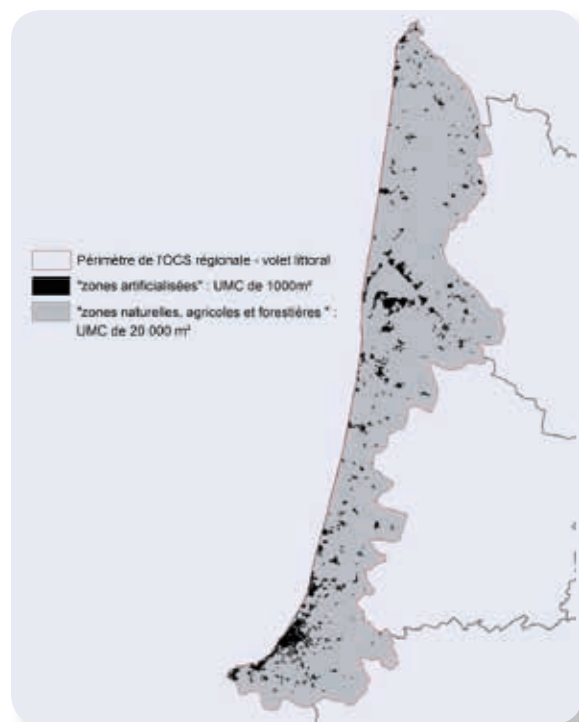 Périmètre de l'OCS régionale - volet littoral
"zones artificialisées" : UMC de 1000m²
"zones naturelles, agricoles et forestières " :
UMC de 20 000 m²